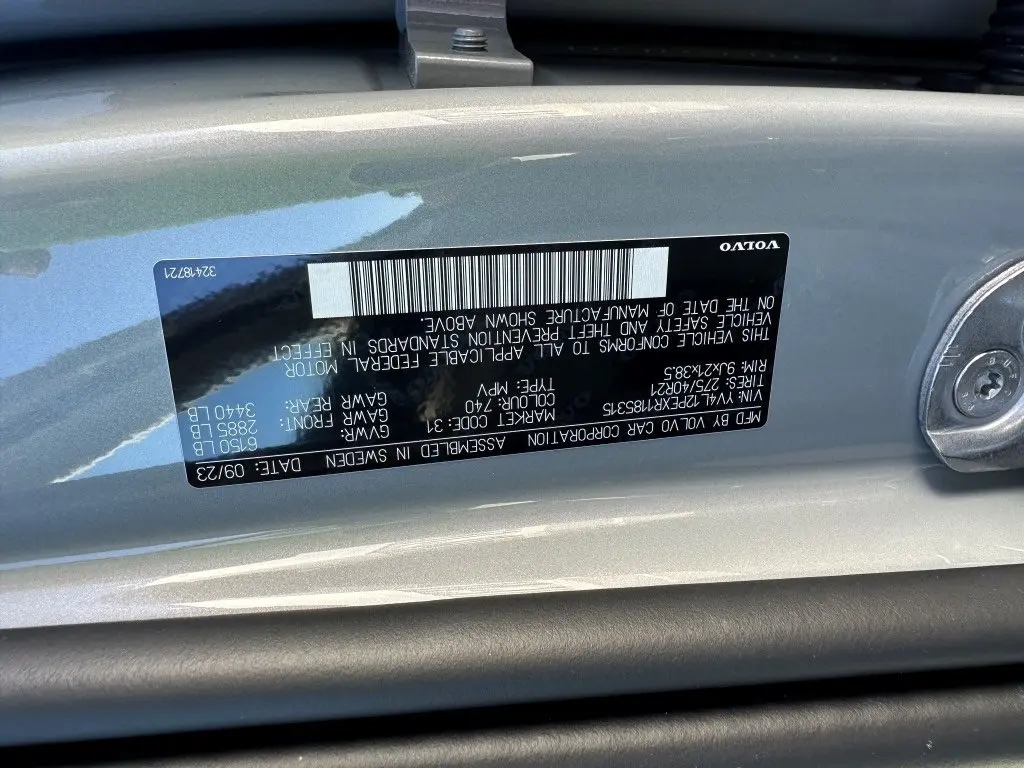 MFD BY VOLVO CAR CORPORATION ASSEMBLED IN SWEDEN DATE: 09/23
VIN: YV4L12PEXR1185315 MARKET CODE: 31 GVWR: 6150 LB
TIRES: 275/40R21 COLOUR: 740 GAWR FRONT: 2885 LB
RIM: 9Jx21x38.5 TYPE: MPV GAWR REAR: 3440 LB
THIS VEHICLE CONFORMS TO ALL APPLICABLE FEDERAL MOTOR
VEHICLE SAFETY AND THEFT PREVENTION STANDARDS IN EFFECT
ON THE DATE OF MANUFACTURE SHOWN ABOVE.
VOLVO 32418721